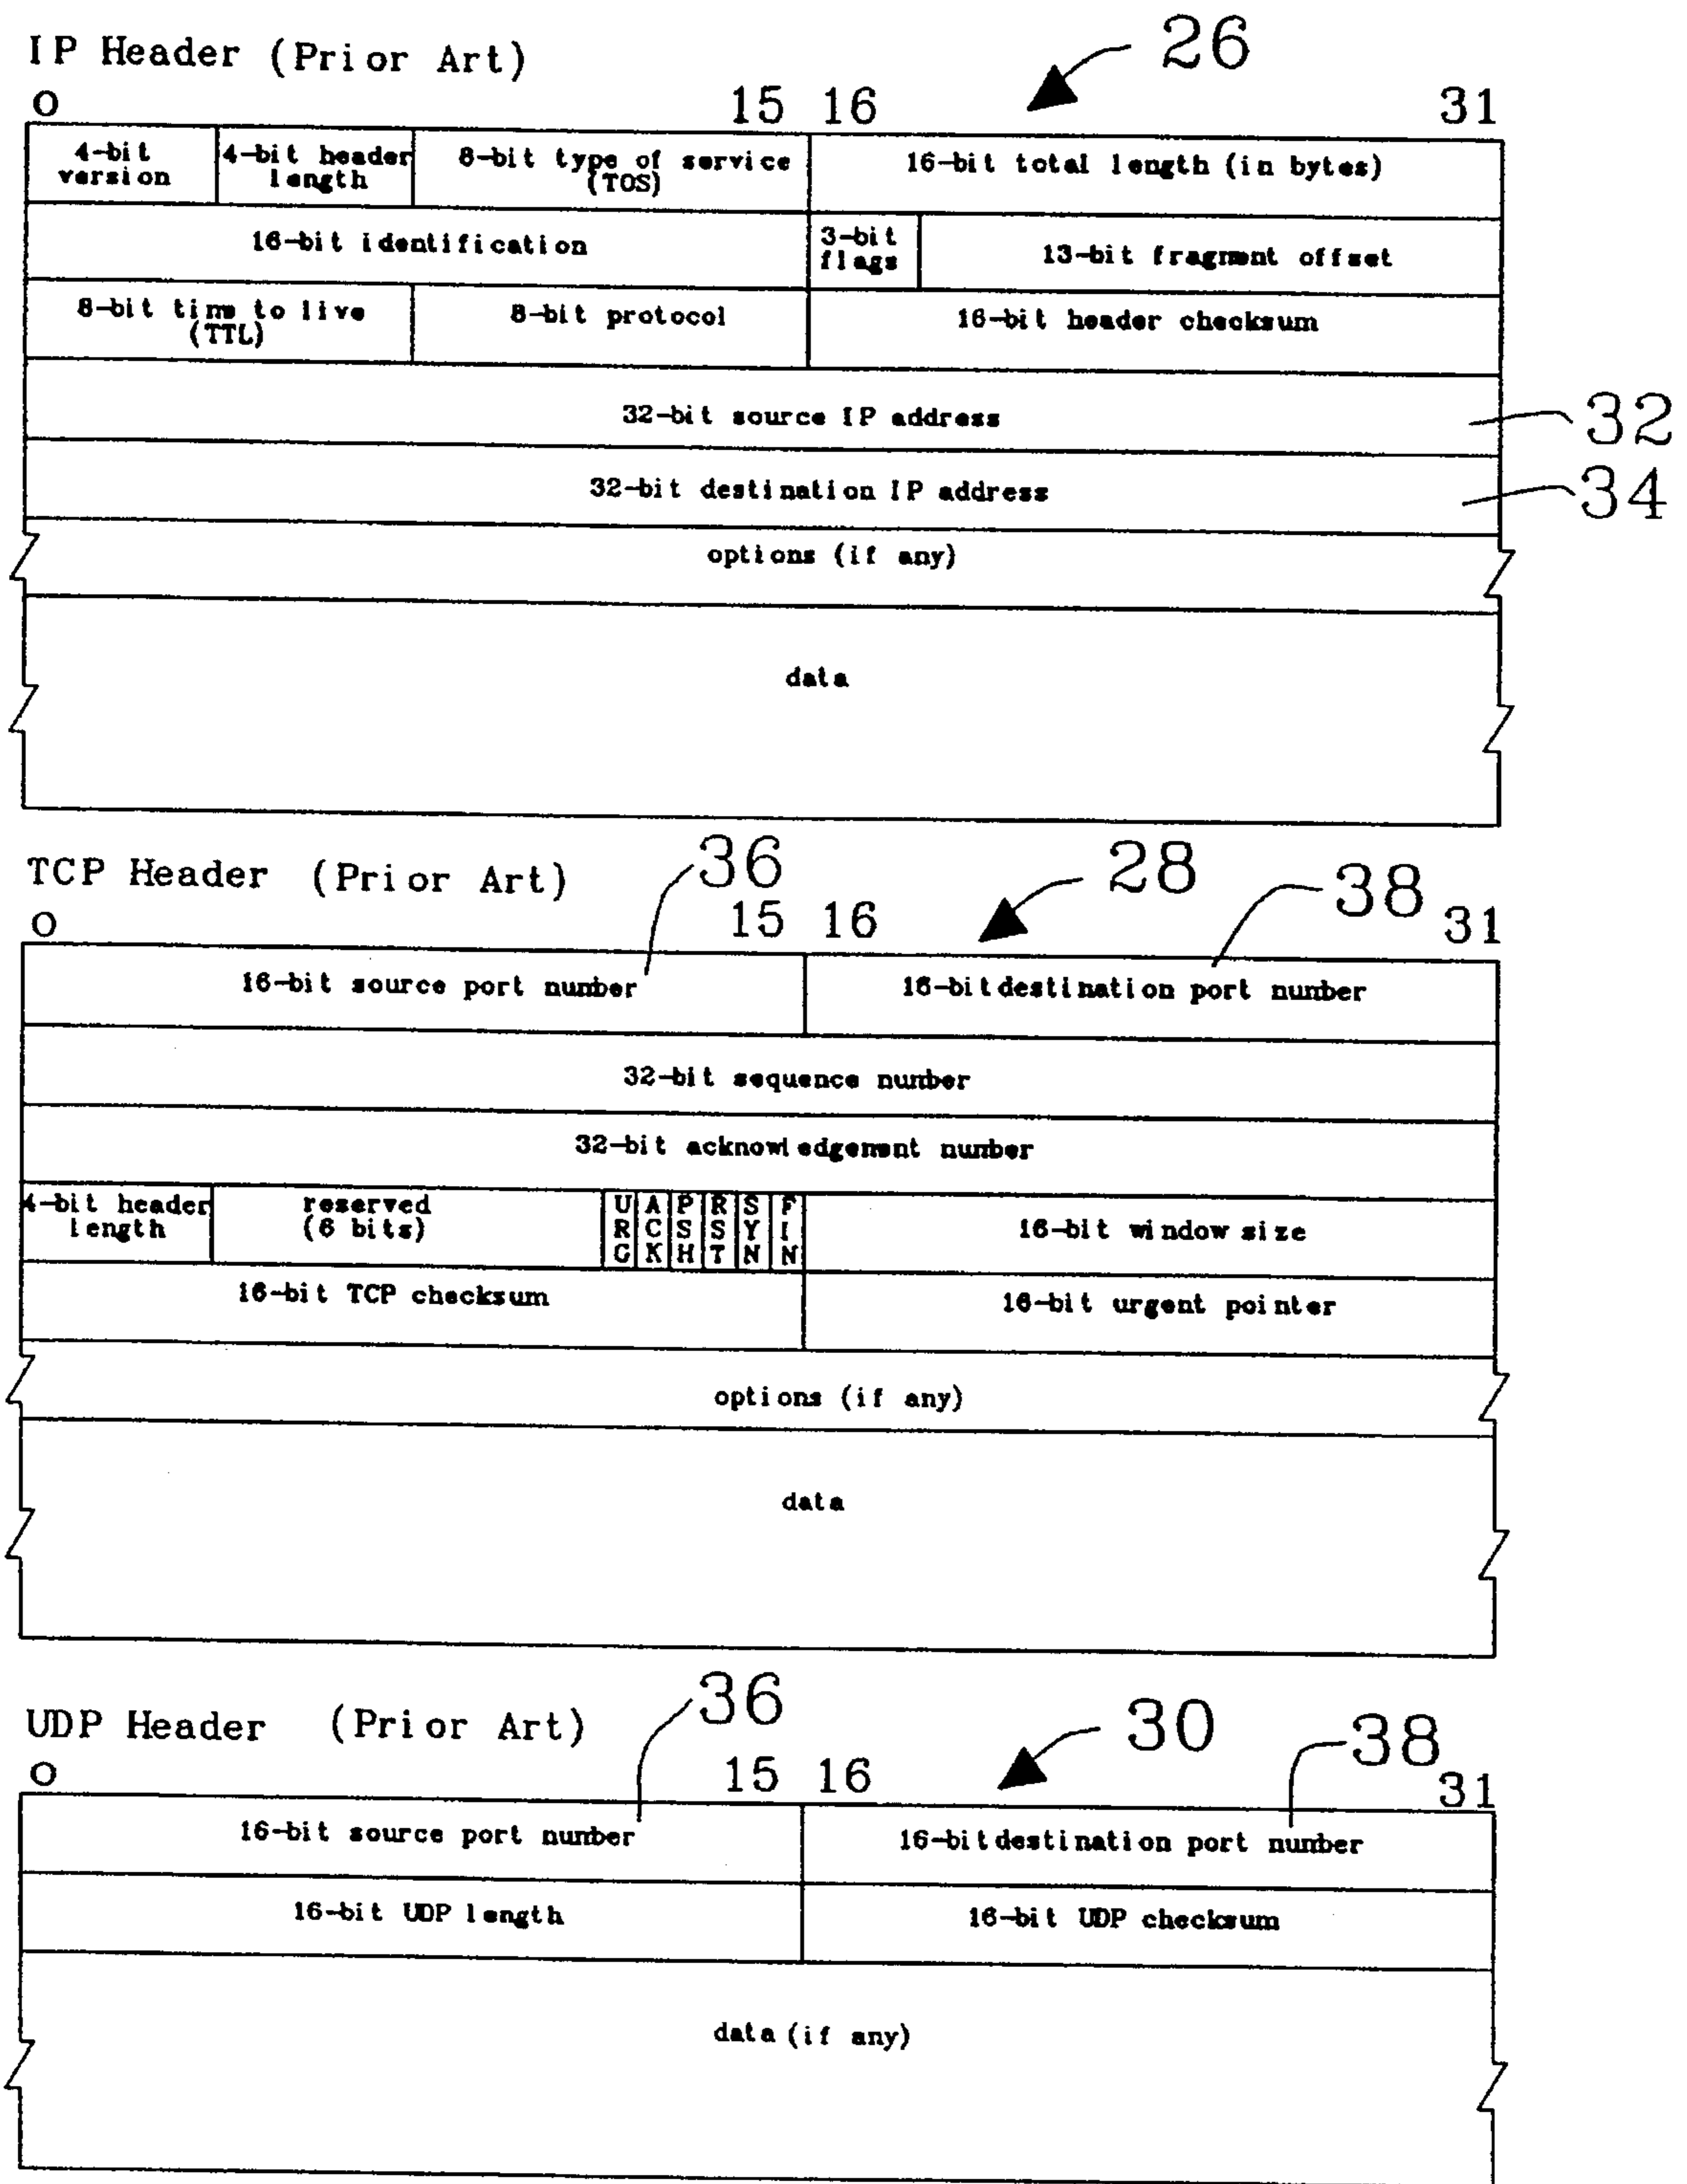 IP Header (Prior Art)
26
0 15 16 31
4-bit version
4-bit header length
8-bit type of service (TOS)
16-bit total length (in bytes)
16-bit identification
3-bit flags
13-bit fragment offset
8-bit time to live (TTL)
8-bit protocol
16-bit header checksum
32-bit source IP address
32
32-bit destination IP address
34
options (if any)
data
TCP Header (Prior Art)
36
28
38
0 15 16 31
16-bit source port number
16-bit destination port number
32-bit sequence number
32-bit acknowledgement number
4-bit header length
reserved (6 bits)
URG
ACK
PSH
RST
SYN
FIN
16-bit window size
16-bit TCP checksum
16-bit urgent pointer
options (if any)
data
UDP Header (Prior Art)
36
30
38
0 15 16 31
16-bit source port number
16-bit destination port number
16-bit UDP length
16-bit UDP checksum
data (if any)